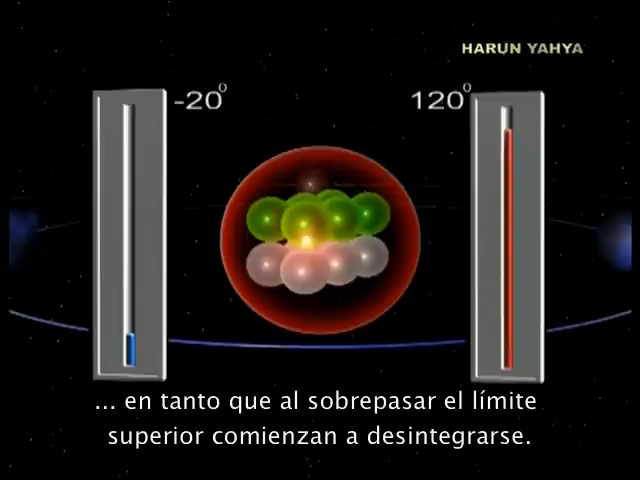 HARUN YAHYA
-20°
120°
... en tanto que al sobrepasar el límite
superior comienzan a desintegrarse.